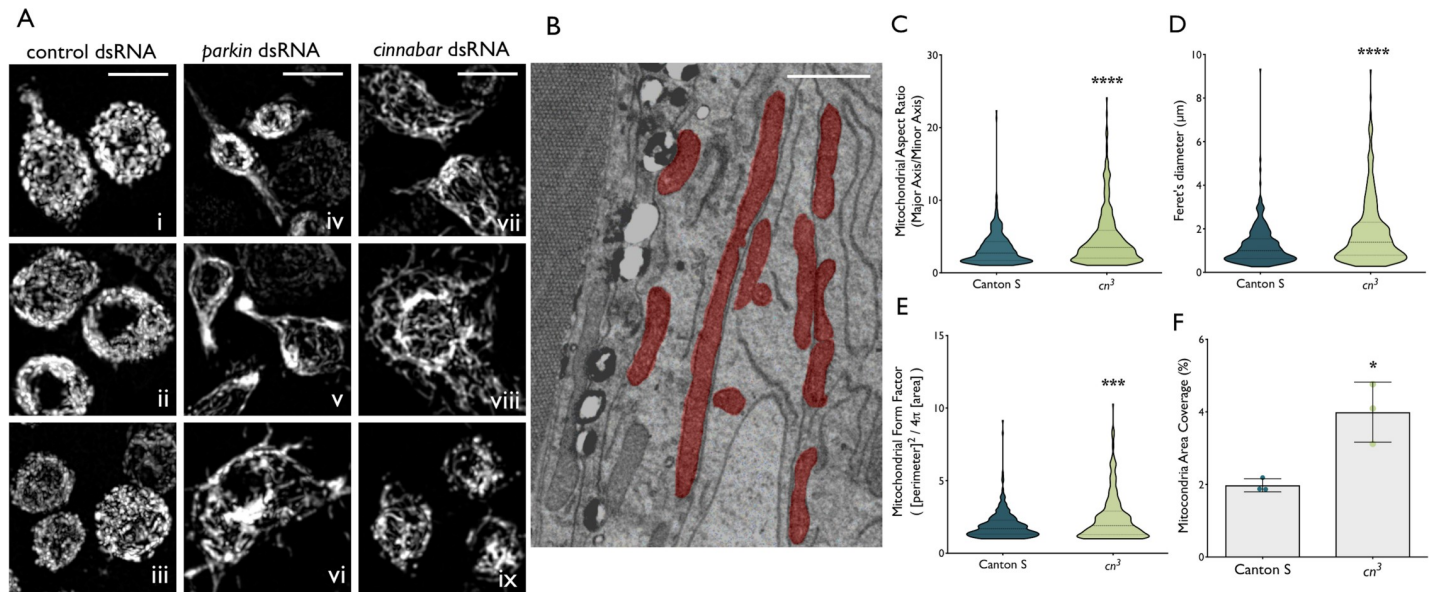 A
control dsRNA
parkin dsRNA
cinnabar dsRNA
i
iv
vii
ii
v
viii
iii
vi
ix
B
C
Mitochondrial Aspect Ratio
(Major Axis/Minor Axis)
30
20
10
0
****
Canton S
cn³
D
Feret's diameter (µm)
10
8
6
4
2
0
****
Canton S
cn³
E
Mitochondrial Form Factor
( [perimeter]² / 4π [area] )
15
10
5
0
***
Canton S
cn³
F
Mitocondria Area Coverage (%)
6
4
2
0
*
Canton S
cn³